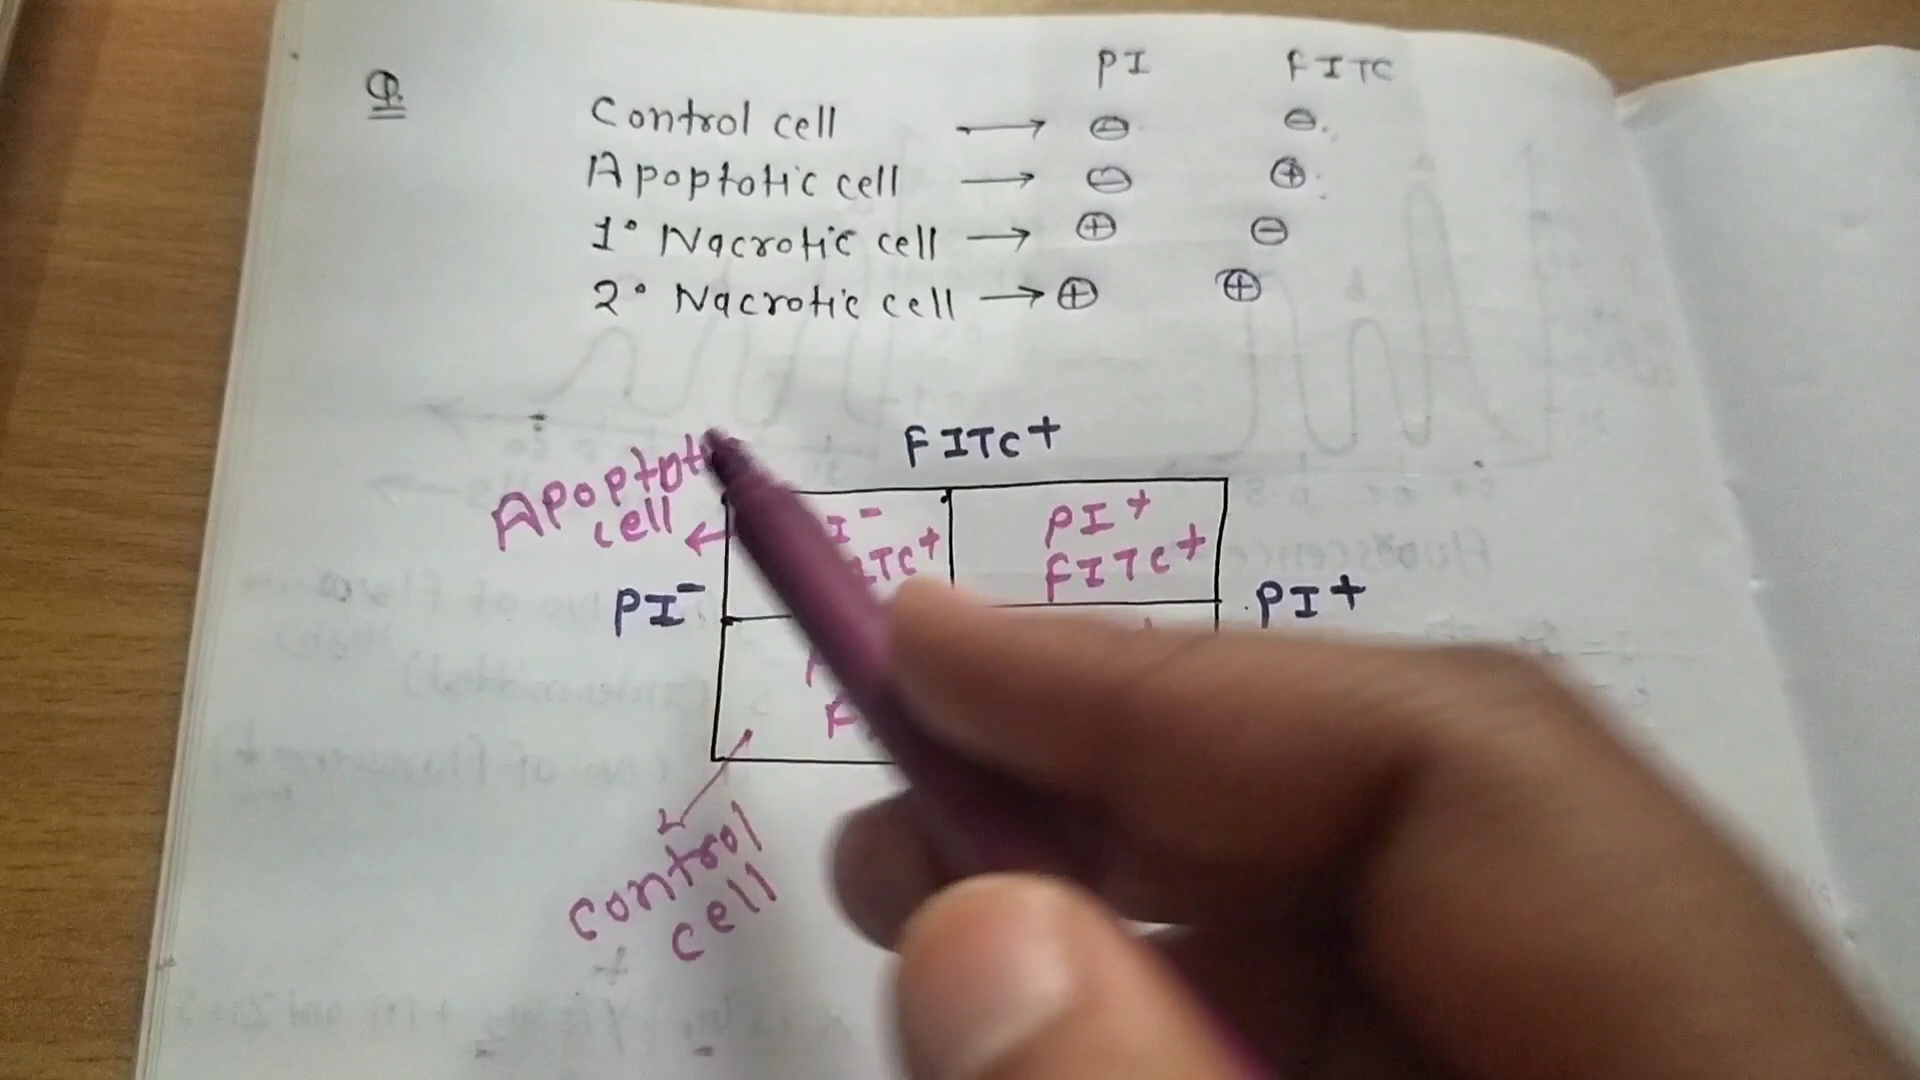 Q.
PI FITC
Control cell → ⊖ ⊖
Apoptotic cell → ⊖ ⊕
1° Nacrotic cell → ⊕ ⊖
2° Nacrotic cell → ⊕ ⊕
FITC+
cell ←
PI+
FITC+
PI-
PI+
control
cell